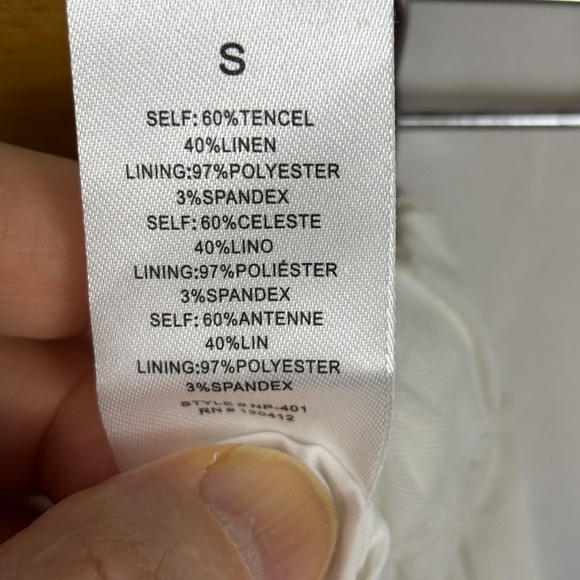 S
SELF: 60%TENCEL
40%LINEN
LINING:97%POLYESTER
3%SPANDEX
SELF: 60%CELESTE
40%LINO
LINING:97%POLIÉSTER
3%SPANDEX
SELF: 60%ANTENNE
40%LIN
LINING:97%POLYESTER
3%SPANDEX
STYLE # NP-401
RN # 120412